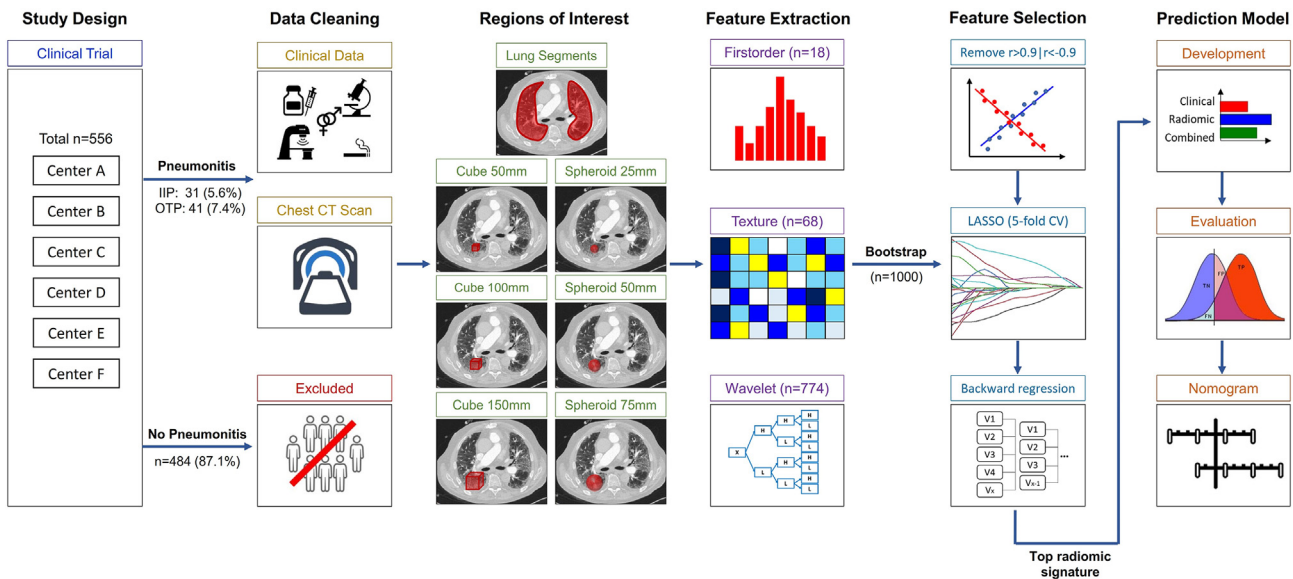 Study Design
Data Cleaning
Regions of Interest
Feature Extraction
Feature Selection
Prediction Model
Clinical Trial
Total n=556
Center A
Center B
Center C
Center D
Center E
Center F
Pneumonitis
IIP: 31 (5.6%)
OTP: 41 (7.4%)
No Pneumonitis
n=484 (87.1%)
Clinical Data
Chest CT Scan
Excluded
Lung Segments
Cube 50mm
Spheroid 25mm
Cube 100mm
Spheroid 50mm
Cube 150mm
Spheroid 75mm
Firstorder (n=18)
Texture (n=68)
Wavelet (n=774)
X
H
L
H
L
H
L
H
L
H
L
H
L
H
L
Bootstrap
(n=1000)
Remove r>0.9|r<-0.9
LASSO (5-fold CV)
Backward regression
V1
V2
V3
V4
Vx
V1
V2
V3
Vx-1
...
Top radiomic
signature
Development
Clinical
Radiomic
Combined
Evaluation
TN
FP
TP
FN
Nomogram